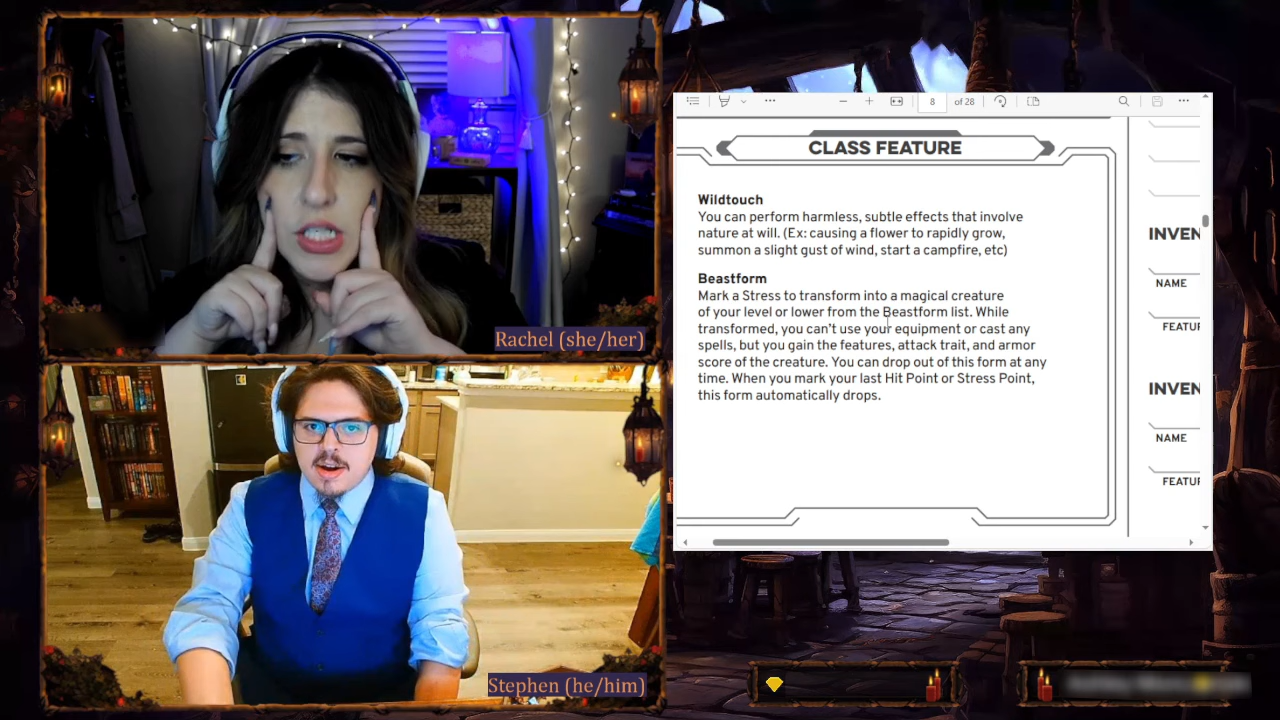 Rachel (she/her)
Stephen (he/him)
8 of 28
CLASS FEATURE
Wildtouch
You can perform harmless, subtle effects that involve
nature at will. (Ex: causing a flower to rapidly grow,
summon a slight gust of wind, start a campfire, etc)
Beastform
Mark a Stress to transform into a magical creature
of your level or lower from the Beastform list. While
transformed, you can’t use your equipment or cast any
spells, but you gain the features, attack trait, and armor
score of the creature. You can drop out of this form at any
time. When you mark your last Hit Point or Stress Point,
this form automatically drops.
INVEN
NAME
FEATUR
INVEN
NAME
FEATUR